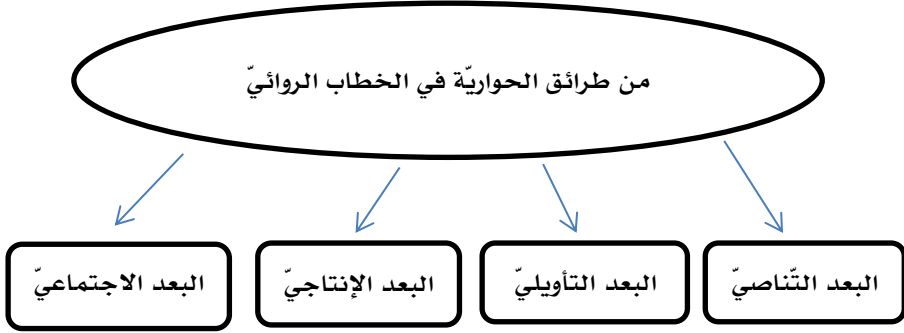 من طرائق الحواريّة في الخطاب الروائيّ
البعد التّناصيّ
البعد التأويليّ
البعد الإنتاجيّ
البعد الاجتماعيّ